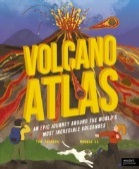 VOLCANO
ATLAS
AN EPIC JOURNEY AROUND THE WORLD'S
MOST INCREDIBLE VOLCANOES